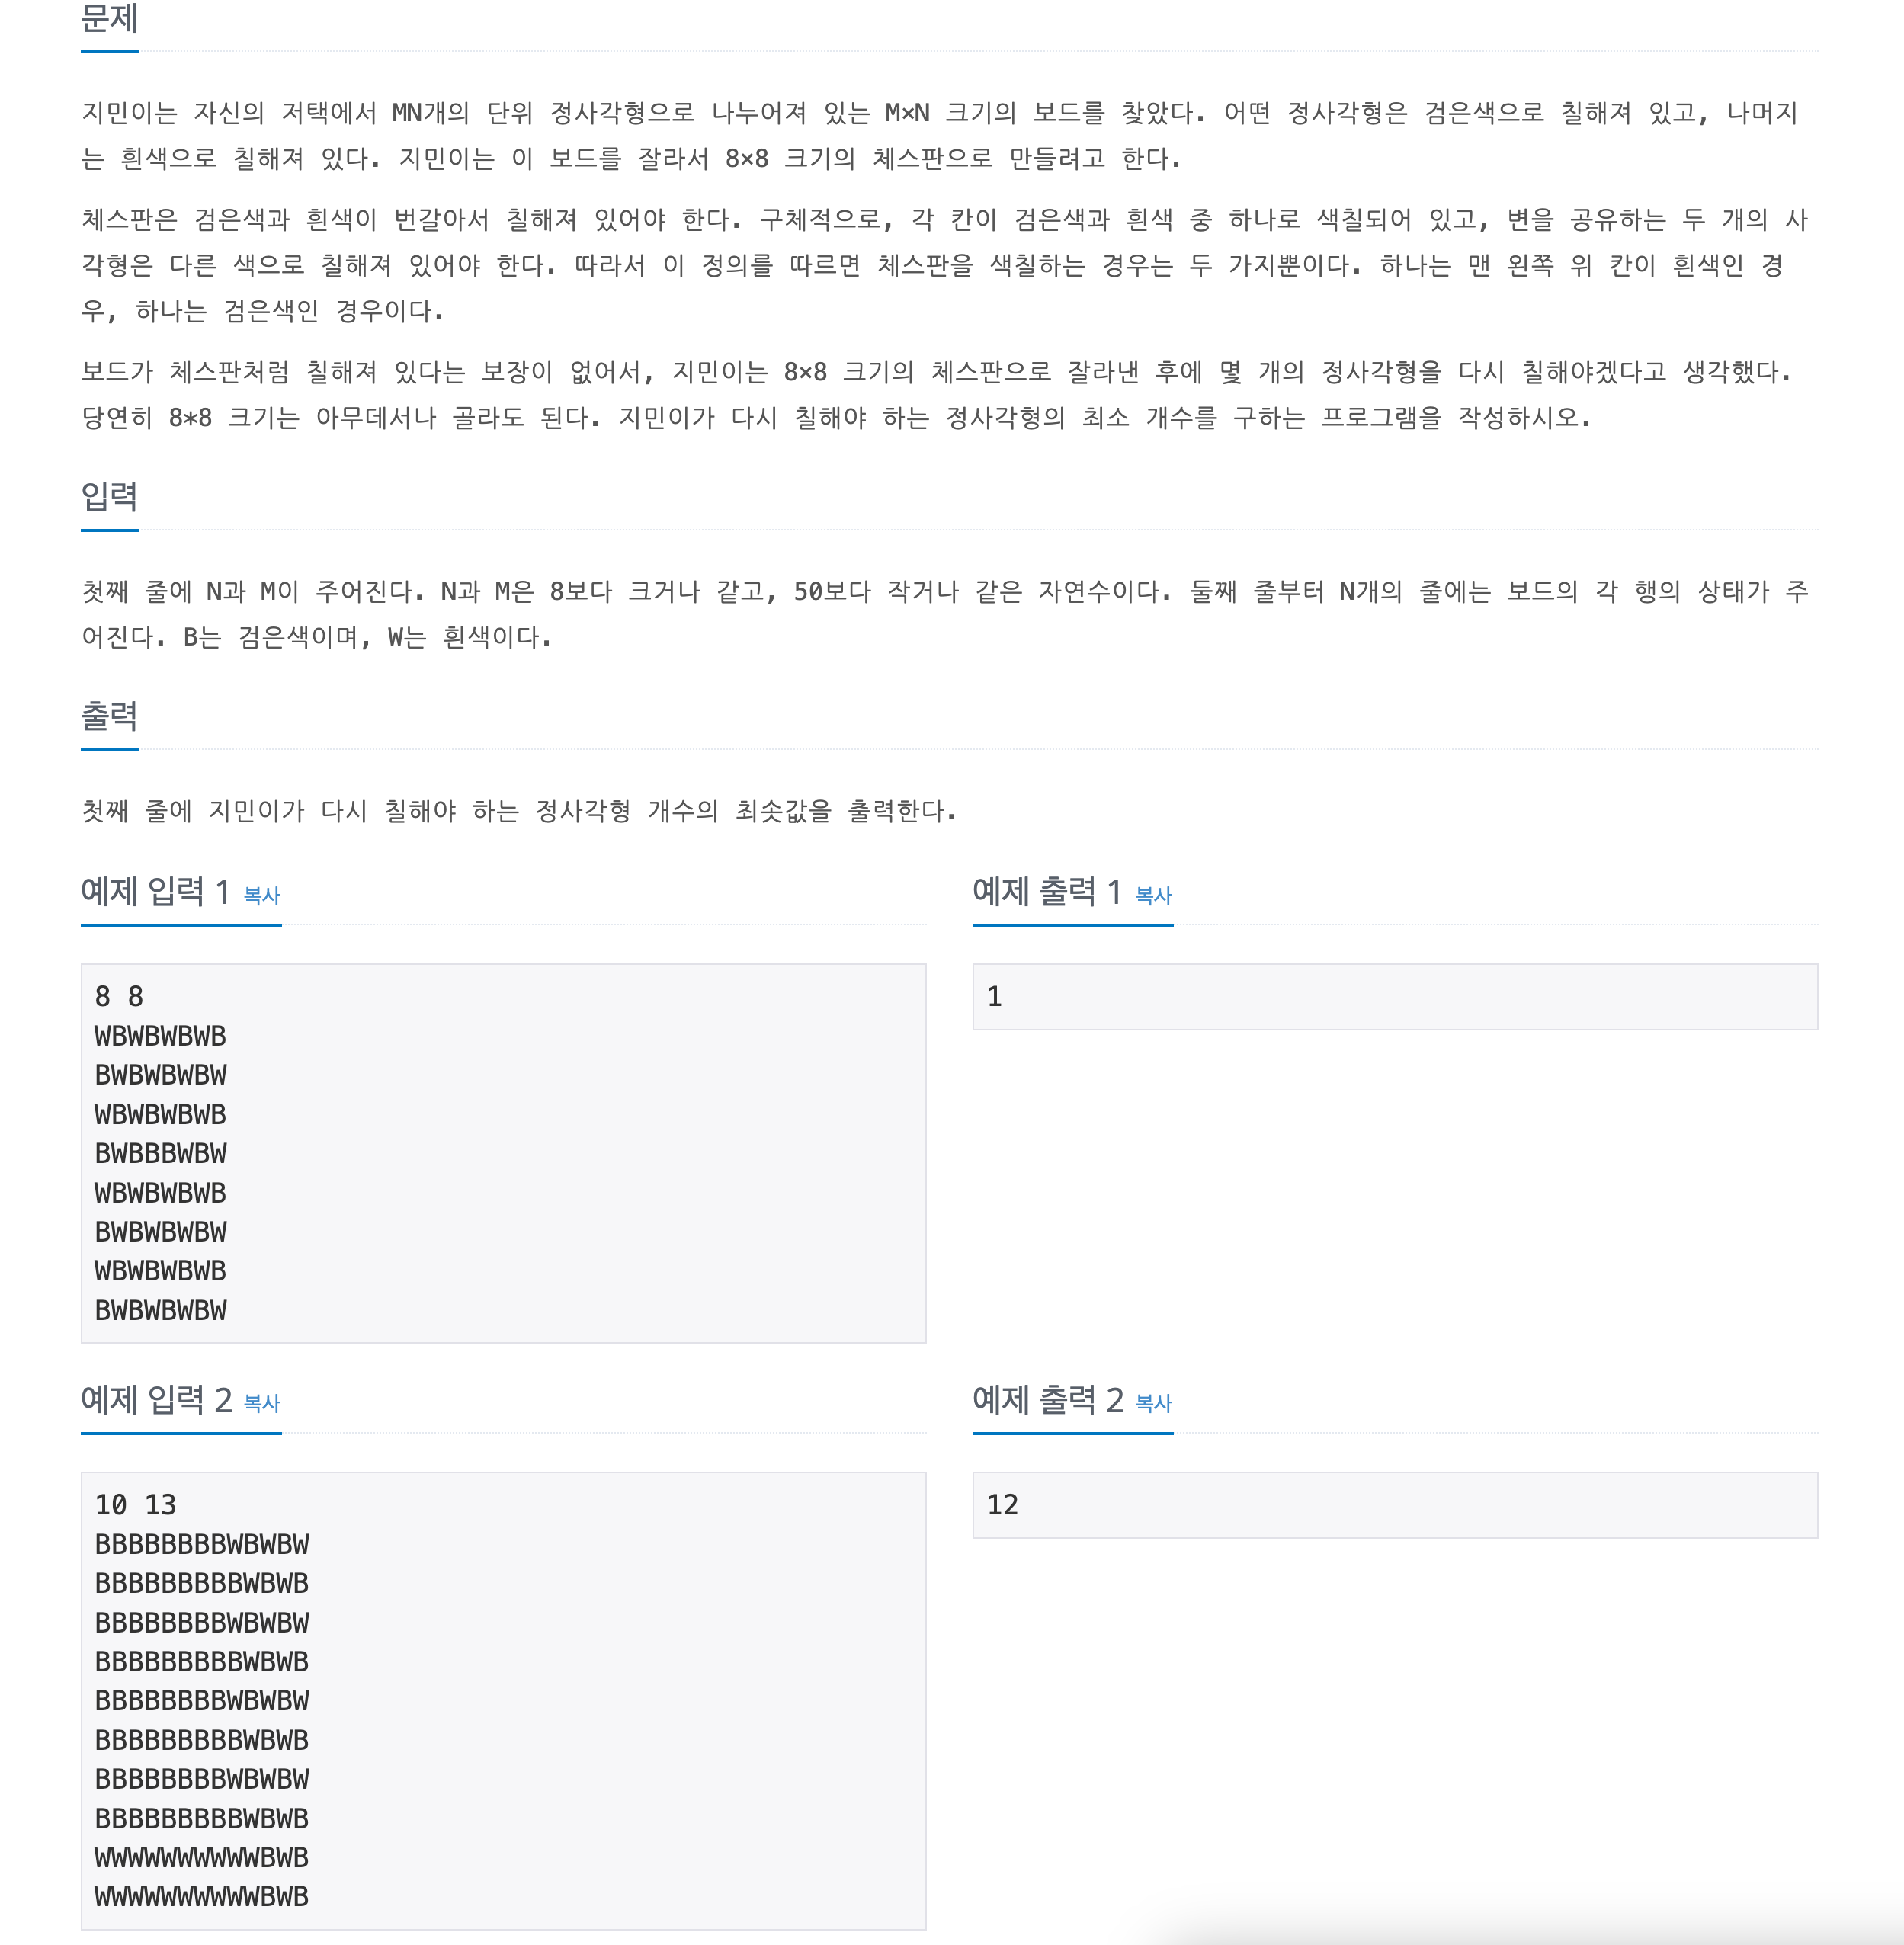 문제
지민이는 자신의 저택에서 MN개의 단위 정사각형으로 나누어져 있는 M×N 크기의 보드를 찾았다. 어떤 정사각형은 검은색으로 칠해져 있고, 나머지
는 흰색으로 칠해져 있다. 지민이는 이 보드를 잘라서 8×8 크기의 체스판으로 만들려고 한다.
체스판은 검은색과 흰색이 번갈아서 칠해져 있어야 한다. 구체적으로, 각 칸이 검은색과 흰색 중 하나로 색칠되어 있고, 변을 공유하는 두 개의 사
각형은 다른 색으로 칠해져 있어야 한다. 따라서 이 정의를 따르면 체스판을 색칠하는 경우는 두 가지뿐이다. 하나는 맨 왼쪽 위 칸이 흰색인 경
우, 하나는 검은색인 경우이다.
보드가 체스판처럼 칠해져 있다는 보장이 없어서, 지민이는 8×8 크기의 체스판으로 잘라낸 후에 몇 개의 정사각형을 다시 칠해야겠다고 생각했다.
당연히 8*8 크기는 아무데서나 골라도 된다. 지민이가 다시 칠해야 하는 정사각형의 최소 개수를 구하는 프로그램을 작성하시오.
입력
첫째 줄에 N과 M이 주어진다. N과 M은 8보다 크거나 같고, 50보다 작거나 같은 자연수이다. 둘째 줄부터 N개의 줄에는 보드의 각 행의 상태가 주
어진다. B는 검은색이며, W는 흰색이다.
출력
첫째 줄에 지민이가 다시 칠해야 하는 정사각형 개수의 최솟값을 출력한다.
예제 입력 1 복사
8 8
WBWBWBWB
BWBWBWBW
WBWBWBWB
BWBBBWBW
WBWBWBWB
BWBWBWBW
WBWBWBWB
BWBWBWBW
예제 출력 1 복사
1
예제 입력 2 복사
10 13
BBBBBBBBWBWBW
BBBBBBBBBWBWB
BBBBBBBBWBWBW
BBBBBBBBBWBWB
BBBBBBBBWBWBW
BBBBBBBBBWBWB
BBBBBBBBWBWBW
BBBBBBBBBWBWB
WWWWWWWWWWBWB
WWWWWWWWWWBWB
예제 출력 2 복사
12